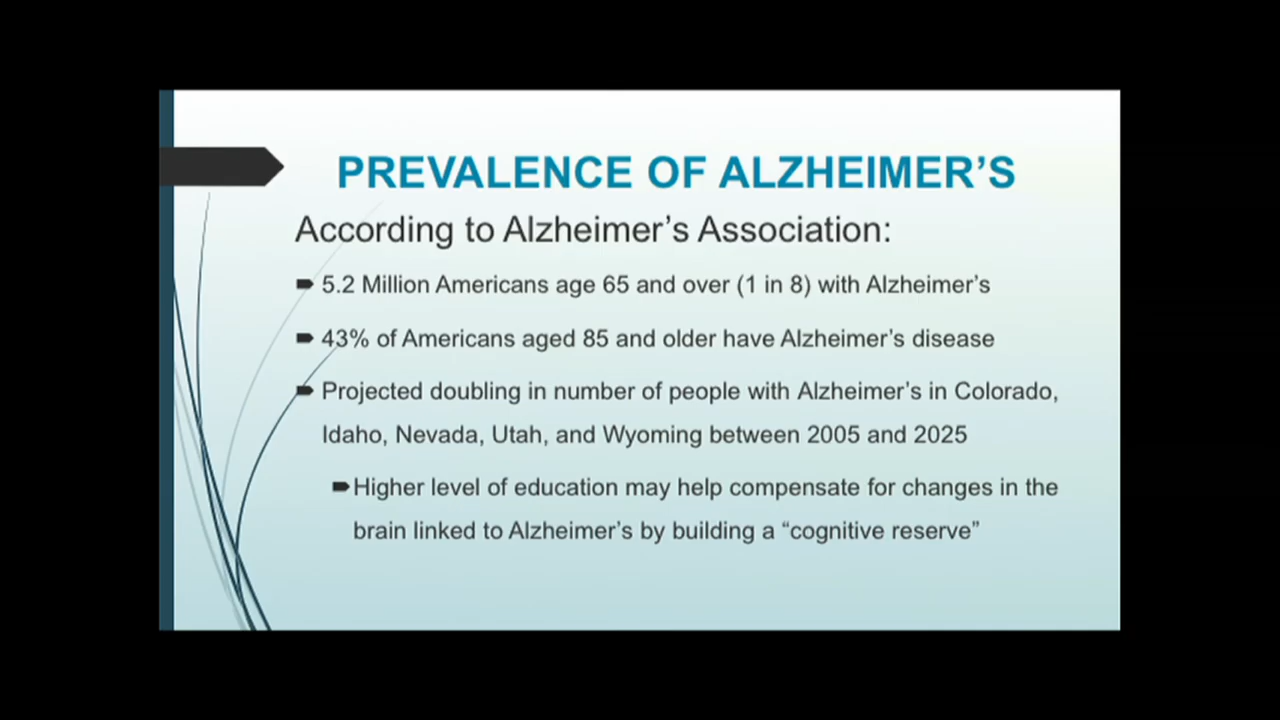 PREVALENCE OF ALZHEIMER’S
According to Alzheimer’s Association:
5.2 Million Americans age 65 and over (1 in 8) with Alzheimer’s
43% of Americans aged 85 and older have Alzheimer’s disease
Projected doubling in number of people with Alzheimer’s in Colorado,
Idaho, Nevada, Utah, and Wyoming between 2005 and 2025
Higher level of education may help compensate for changes in the
brain linked to Alzheimer’s by building a “cognitive reserve”